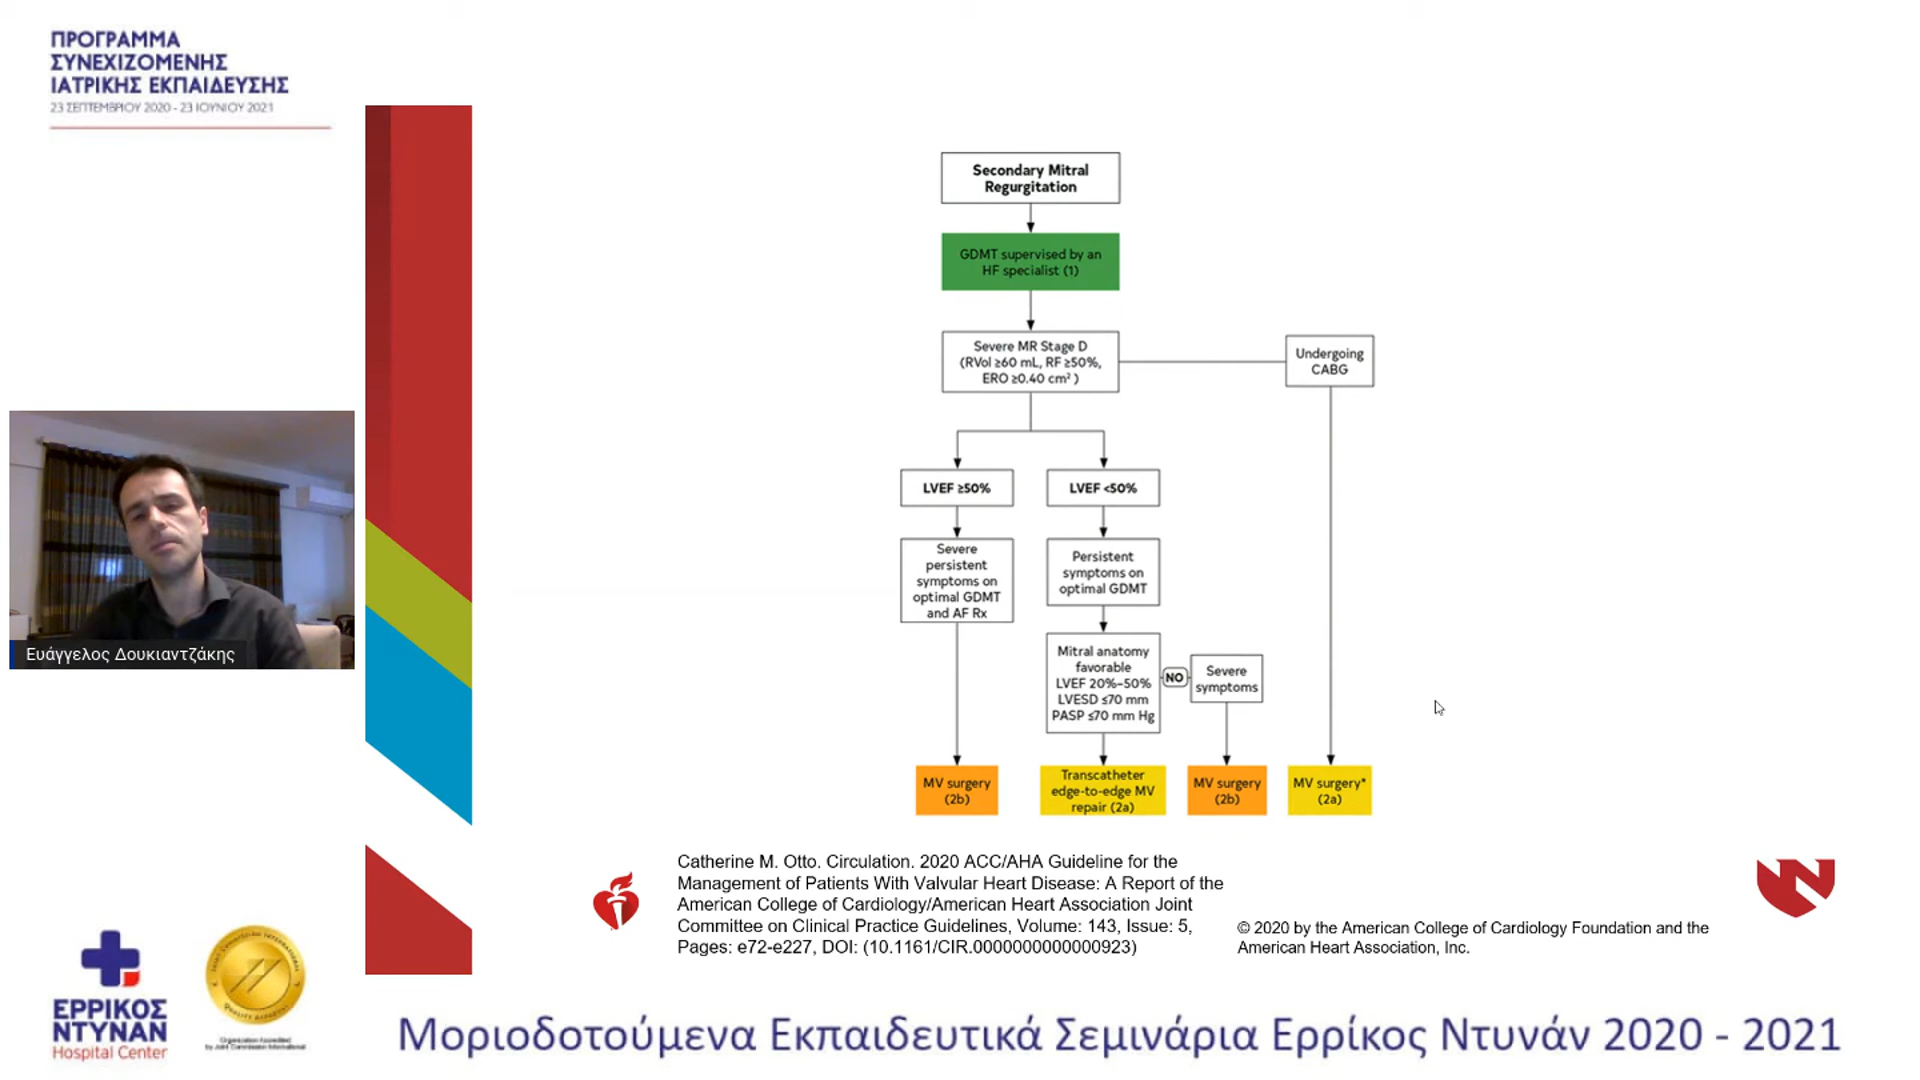 ΠΡΟΓΡΑΜΜΑ
ΣΥΝΕΧΙΖΟΜΕΝΗΣ
ΙΑΤΡΙΚΗΣ ΕΚΠΑΙΔΕΥΣΗΣ
23 ΣΕΠΤΕΜΒΡΙΟΥ 2020 - 23 ΙΟΥΝΙΟΥ 2021
Secondary Mitral
Regurgitation
GDMT supervised by an
HF specialist (1)
Severe MR Stage D
(RVol ≥60 mL, RF ≥50%,
ERO ≥0.40 cm²)
Undergoing
CABG
LVEF ≥50%
LVEF <50%
Severe
persistent
symptoms on
optimal GDMT
and AF Rx
Persistent
symptoms on
optimal GDMT
Mitral anatomy
favorable
LVEF 20%–50%
LVESD ≤70 mm
PASP ≤70 mm Hg
NO
Severe
symptoms
MV surgery
(2b)
Transcatheter
edge-to-edge MV
repair (2a)
MV surgery
(2b)
MV surgery*
(2a)
Ευάγγελος Δουκιαντζάκης
Catherine M. Otto. Circulation. 2020 ACC/AHA Guideline for the
Management of Patients With Valvular Heart Disease: A Report of the
American College of Cardiology/American Heart Association Joint
Committee on Clinical Practice Guidelines, Volume: 143, Issue: 5,
Pages: e72-e227, DOI: (10.1161/CIR.0000000000000923)
© 2020 by the American College of Cardiology Foundation and the
American Heart Association, Inc.
ΕΡΡΙΚΟΣ
ΝΤΥΝΑΝ
Hospital Center
Organization Accredited
by Joint Commission International
Μοριοδοτούμενα Εκπαιδευτικά Σεμινάρια Ερρίκος Ντυνάν 2020 - 2021